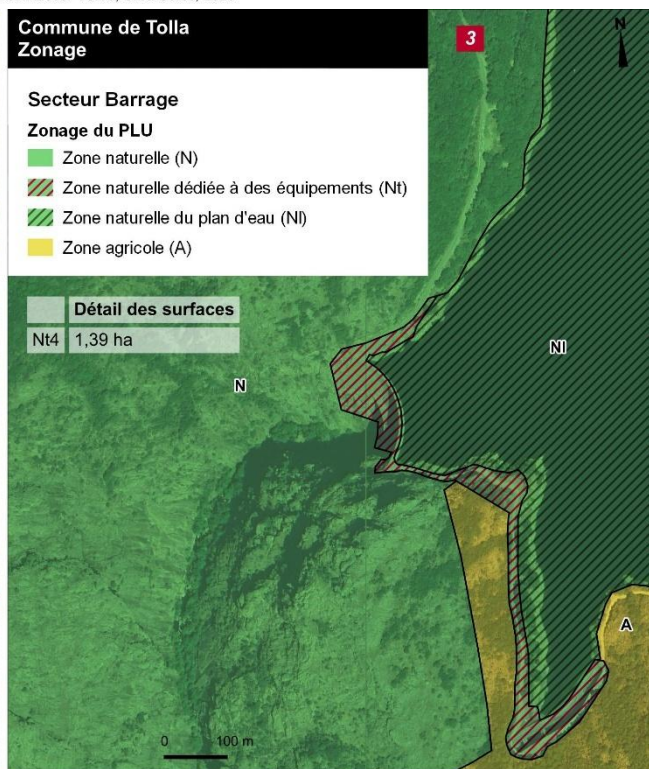 Commune de Tolla
Zonage
3
N
Secteur Barrage
Zonage du PLU
Zone naturelle (N)
Zone naturelle dédiée à des équipements (Nt)
Zone naturelle du plan d'eau (Nl)
Zone agricole (A)
Détail des surfaces
Nt4 1,39 ha
Nl
N
A
0 100 m